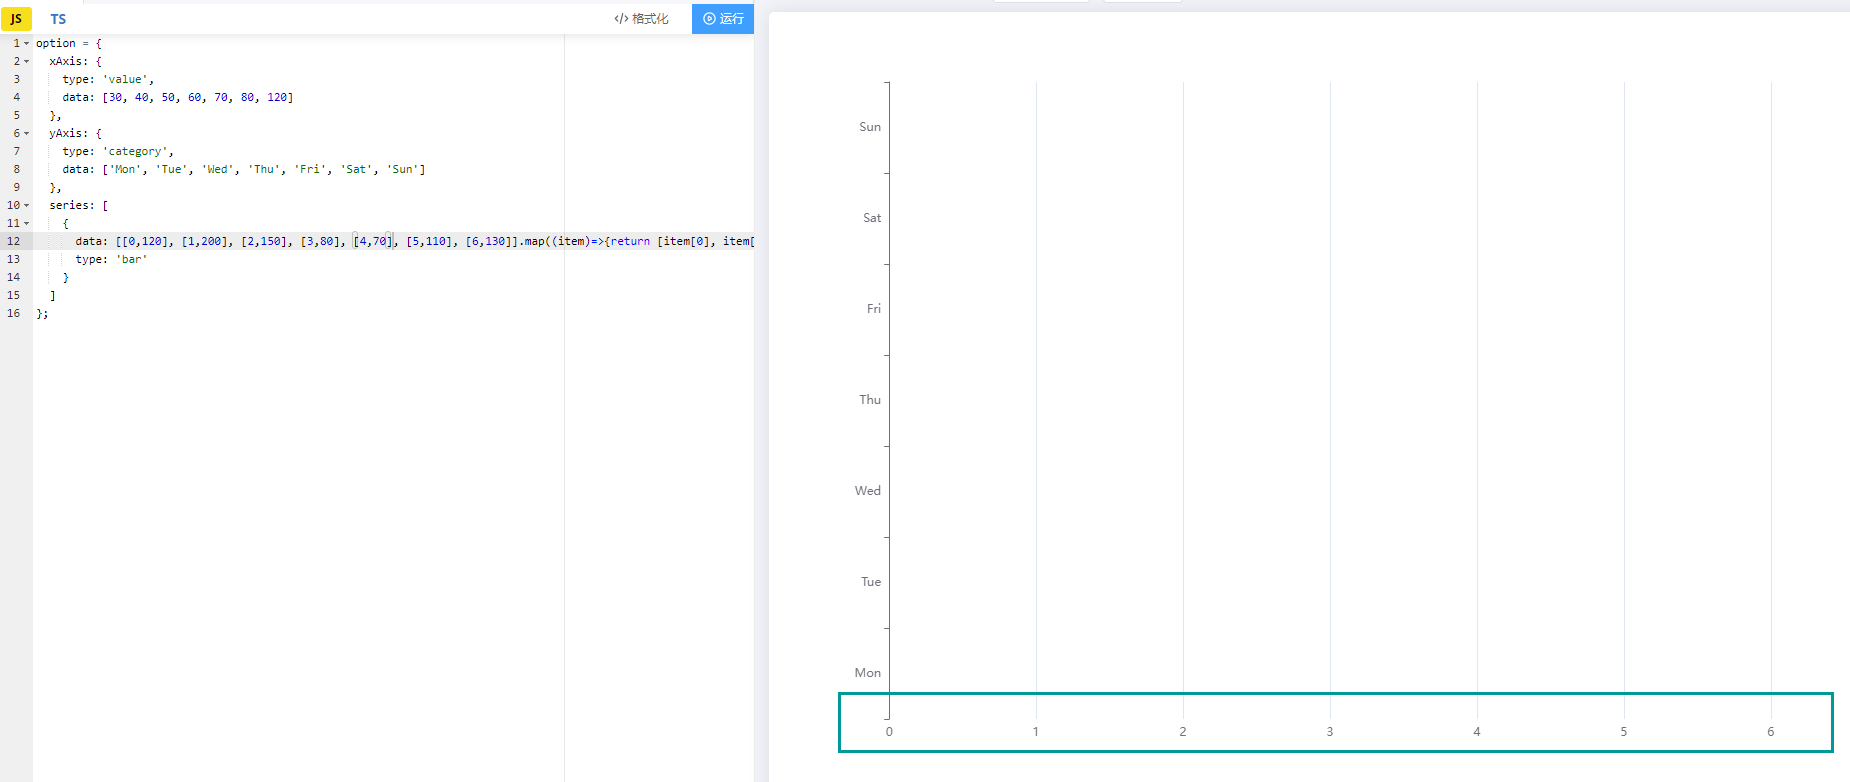 JS TS </> 格式化 运行
1 option = {
2 xAxis: {
3 type: 'value',
4 data: [30, 40, 50, 60, 70, 80, 120]
5 },
6 yAxis: {
7 type: 'category',
8 data: ['Mon', 'Tue', 'Wed', 'Thu', 'Fri', 'Sat', 'Sun']
9 },
10 series: [
11 {
12 data: [[0,120], [1,200], [2,150], [3,80], [4,70], [5,110], [6,130]].map((item)=>{return [item[0], item[
13 type: 'bar'
14 }
15 ]
16 };
Sun
Sat
Fri
Thu
Wed
Tue
Mon
0 1 2 3 4 5 6